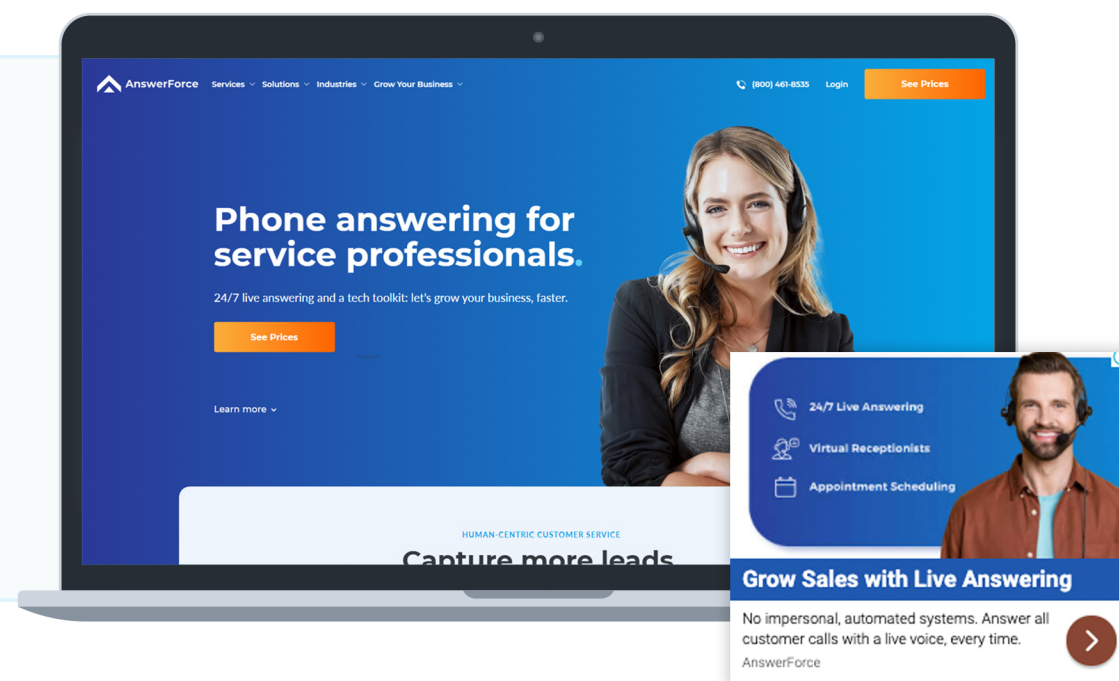 AnswerForce Services Solutions Industries Grow Your Business (800) 461-8535 Login See Prices
Phone answering for
service professionals.
24/7 live answering and a tech toolkit: let's grow your business, faster.
See Prices
Learn more
HUMAN-CENTRIC CUSTOMER SERVICE
Capture more leads
24/7 Live Answering
Virtual Receptionists
Appointment Scheduling
Grow Sales with Live Answering
No impersonal, automated systems. Answer all
customer calls with a live voice, every time.
AnswerForce